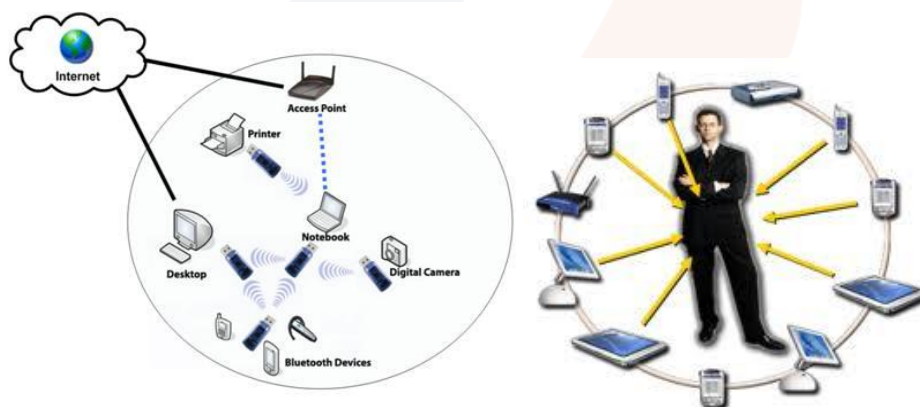 Internet
Access Point
Printer
Notebook
Desktop
Digital Camera
Bluetooth Devices